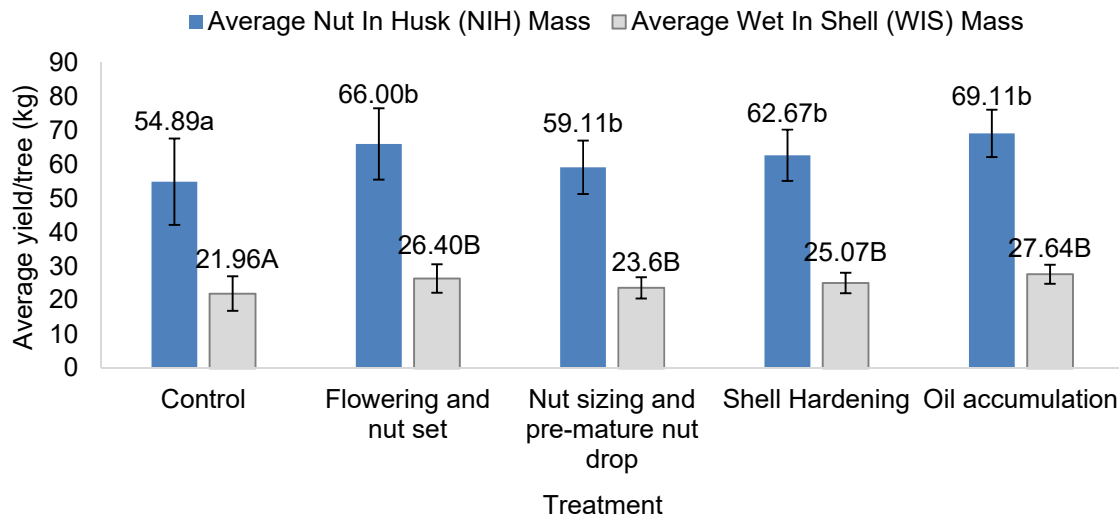 Average Nut In Husk (NIH) Mass
Average Wet In Shell (WIS) Mass
Average yield/tree (kg)
90
80
70
60
50
40
30
20
10
0
54.89a
21.96A
66.00b
26.40B
59.11b
23.6B
62.67b
25.07B
69.11b
27.64B
Control
Flowering and
nut set
Nut sizing and
pre-mature nut
drop
Shell Hardening
Oil accumulation
Treatment